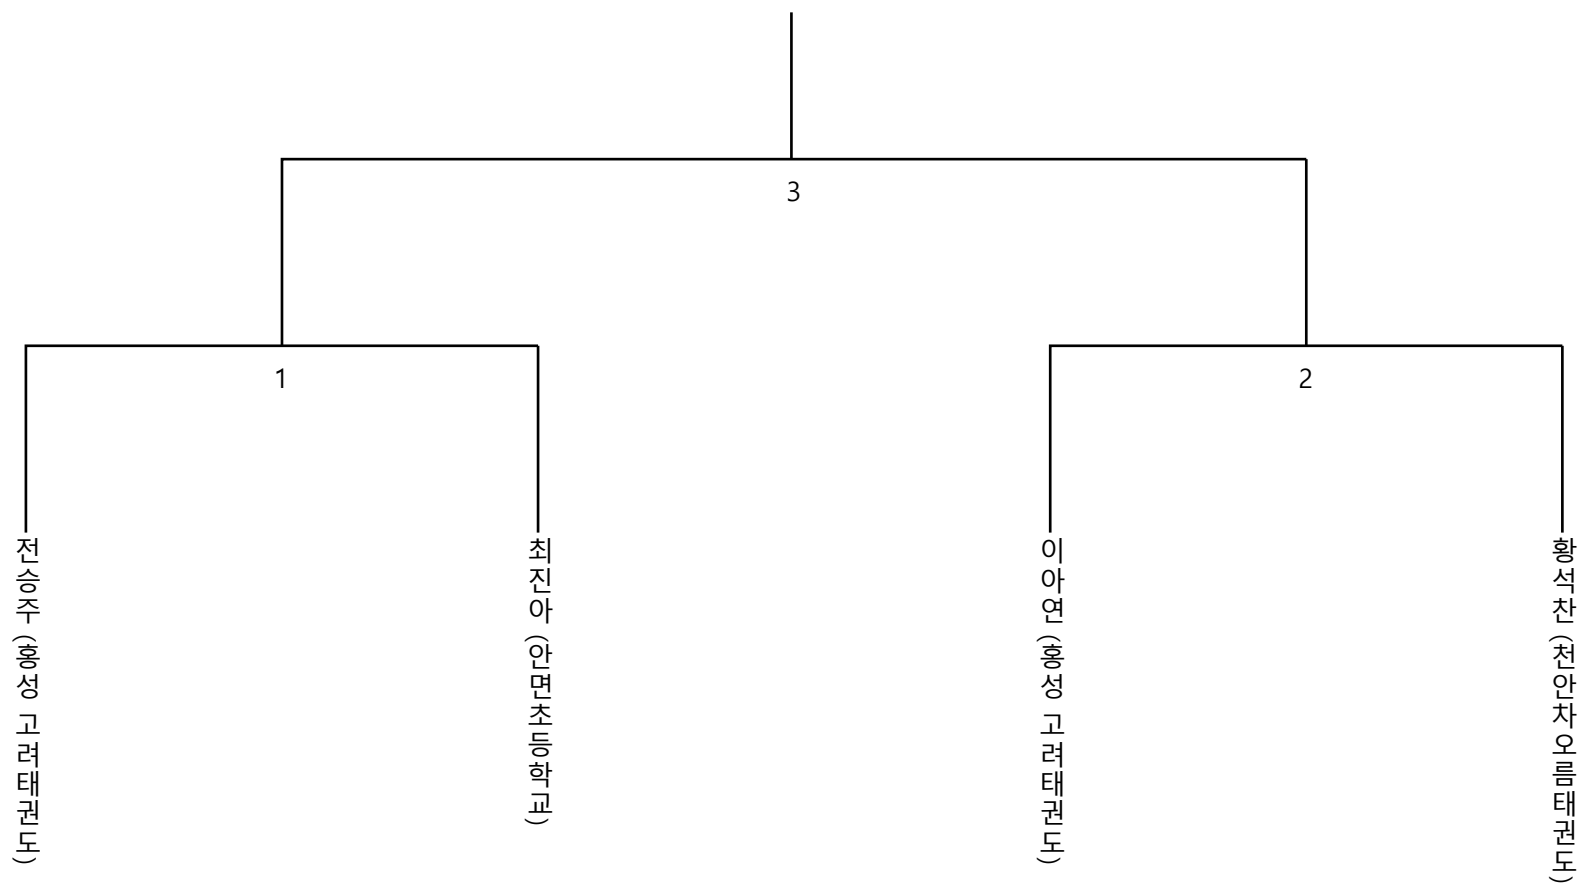 3
1
2
전승주 (홍성 고려태권도)
최진아 (안면초등학교)
이아연 (홍성 고려태권도)
황석찬 (천안차오름태권도)